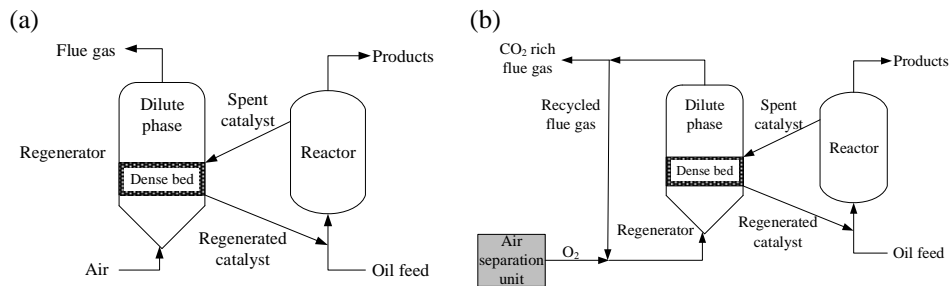 (a)
Flue gas
Products
Dilute
phase
Spent
catalyst
Regenerator
Reactor
Dense bed
Regenerated
catalyst
Air
Oil feed
(b)
CO2 rich
flue gas
Products
Recycled
flue gas
Dilute
phase
Spent
catalyst
Reactor
Dense bed
Regenerator
Regenerated
catalyst
Air
separation
unit
O2
Oil feed